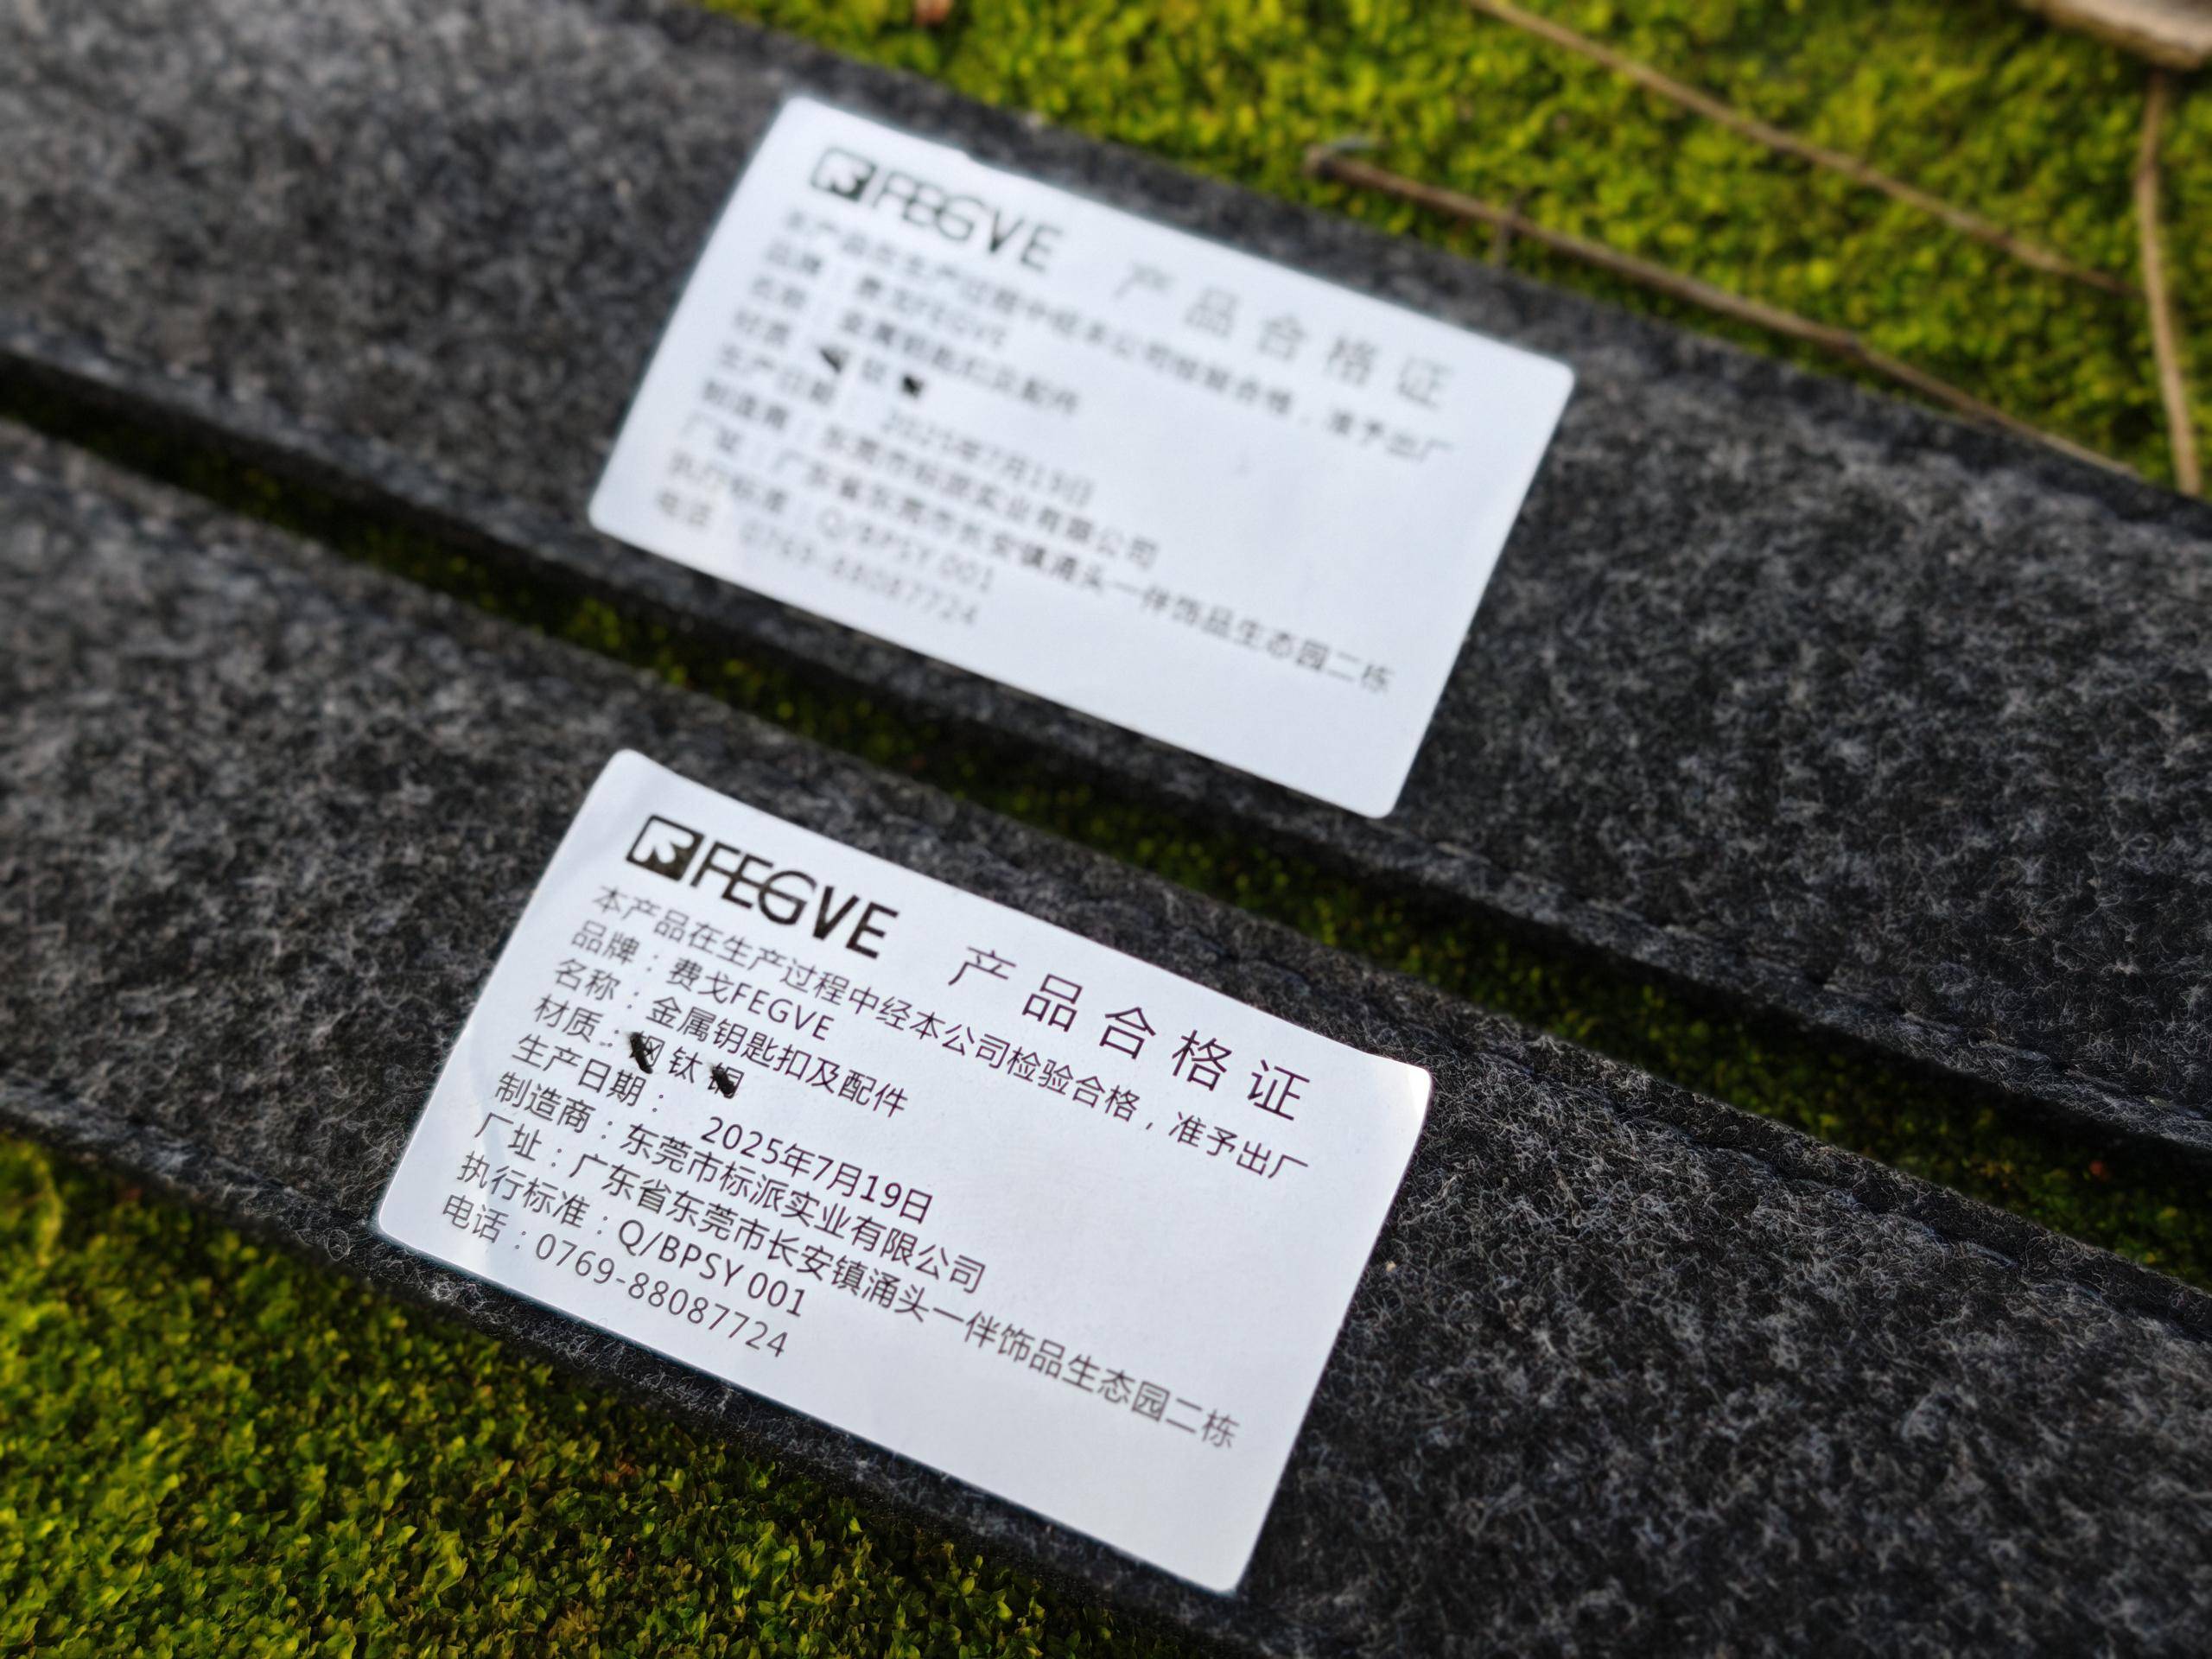 FEGVE 产品合格证
本产品在生产过程中经本公司检验合格，准予出厂
品牌：费戈FEGVE
名称：金属钥匙扣及配件
材质：钛
生产日期：2025年7月19日
制造商：东莞市标派实业有限公司
厂址：广东省东莞市长安镇涌头一伴饰品生态园二栋
执行标准：Q/BPSY 001
电话：0769-88087724
FEGVE 产品合格证
本产品在生产过程中经本公司检验合格，准予出厂
品牌：费戈FEGVE
名称：金属钥匙扣及配件
材质：钢 钛 铜
生产日期：2025年7月19日
制造商：东莞市标派实业有限公司
厂址：广东省东莞市长安镇涌头一伴饰品生态园二栋
执行标准：Q/BPSY 001
电话：0769-88087724